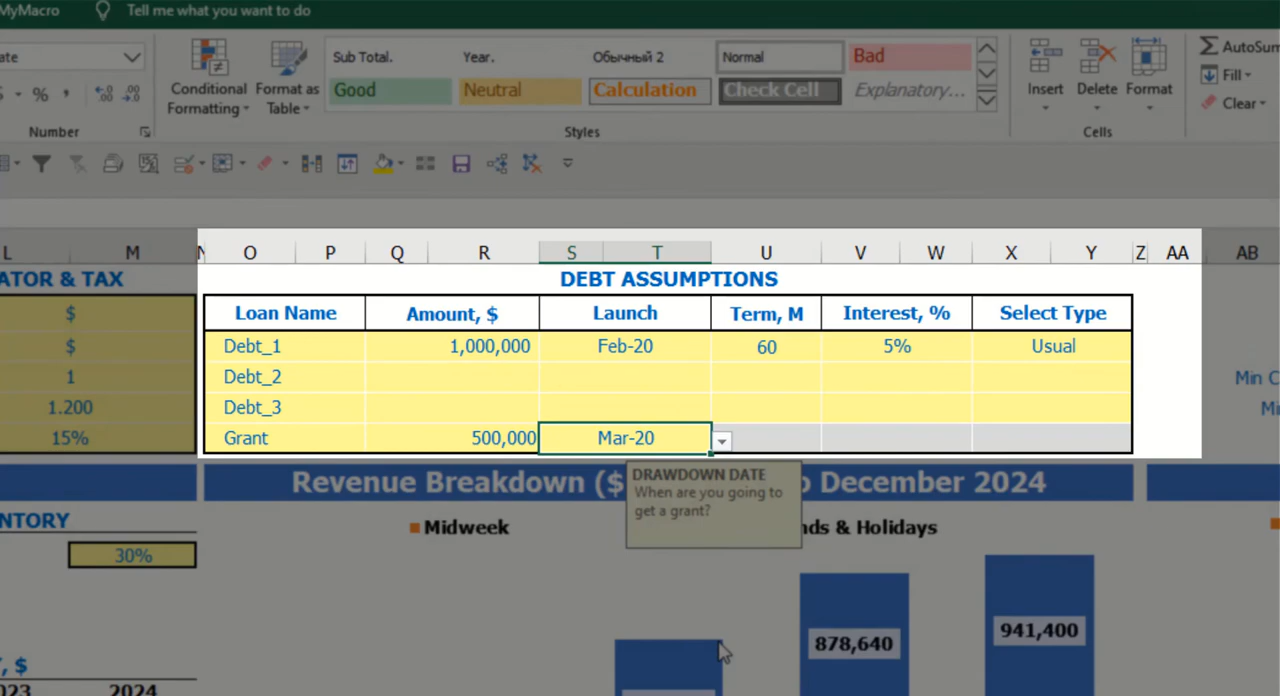 MyMacro Tell me what you want to do
ate Sub Total. Year. Обычный 2 Normal Bad AutoSum
% Conditional Formatting Format as Table Good Neutral Calculation Check Cell Explanatory... Insert Delete Format Fill
Clear
Number Styles Cells
L M N O P Q R S T U V W X Y Z AA AB
ATOR & TAX DEBT ASSUMPTIONS
$ Loan Name Amount, $ Launch Term, M Interest, % Select Type
$ Debt_1 1,000,000 Feb-20 60 5% Usual
1 Debt_2 Min C
1.200 Debt_3 Mi
15% Grant 500,000 Mar-20
DRAWDOWN DATE
When are you going to
get a grant?
Revenue Breakdown ($ o December 2024
NTORY Midweek nds & Holidays
30%
878,640
941,400
, $
023 2024